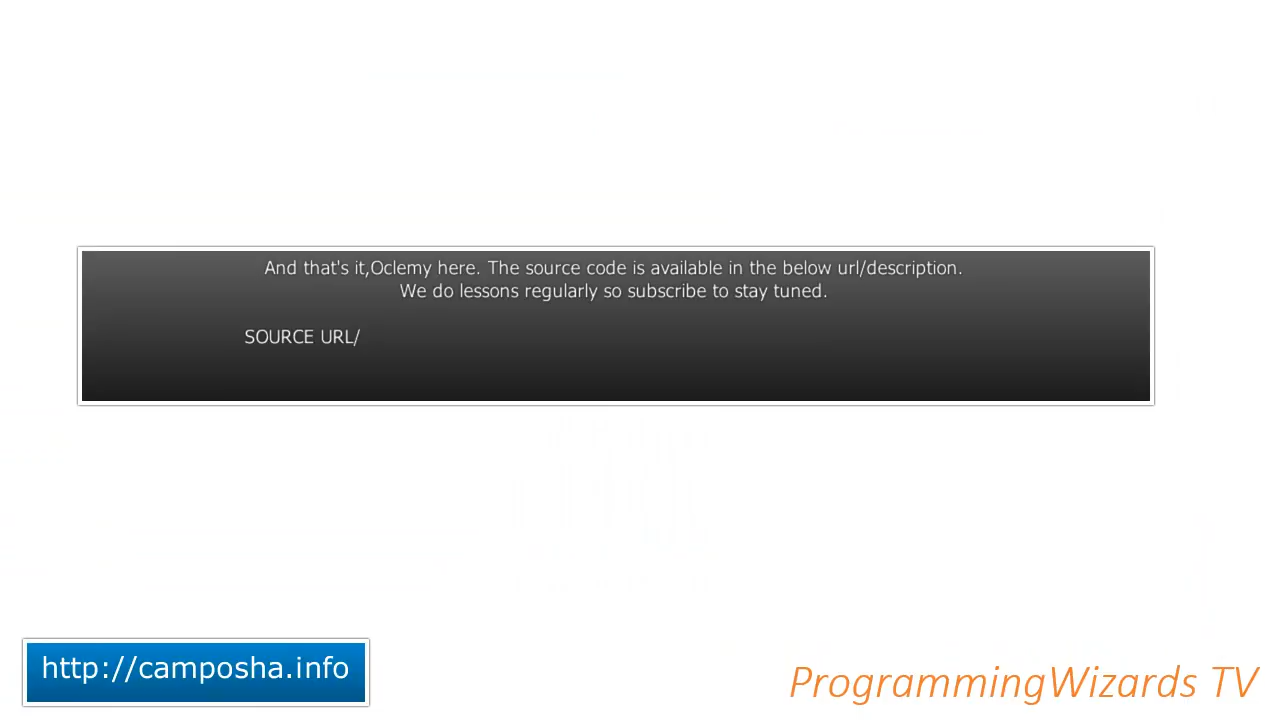 And that's it,Oclemy here. The source code is available in the below url/description.
We do lessons regularly so subscribe to stay tuned.
SOURCE URL/
http://camposha.info
ProgrammingWizards TV